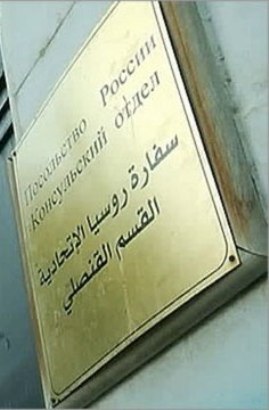 Посольство России
Консульский отдел
سفارة روسيا الإتحادية
القسم القنصلي